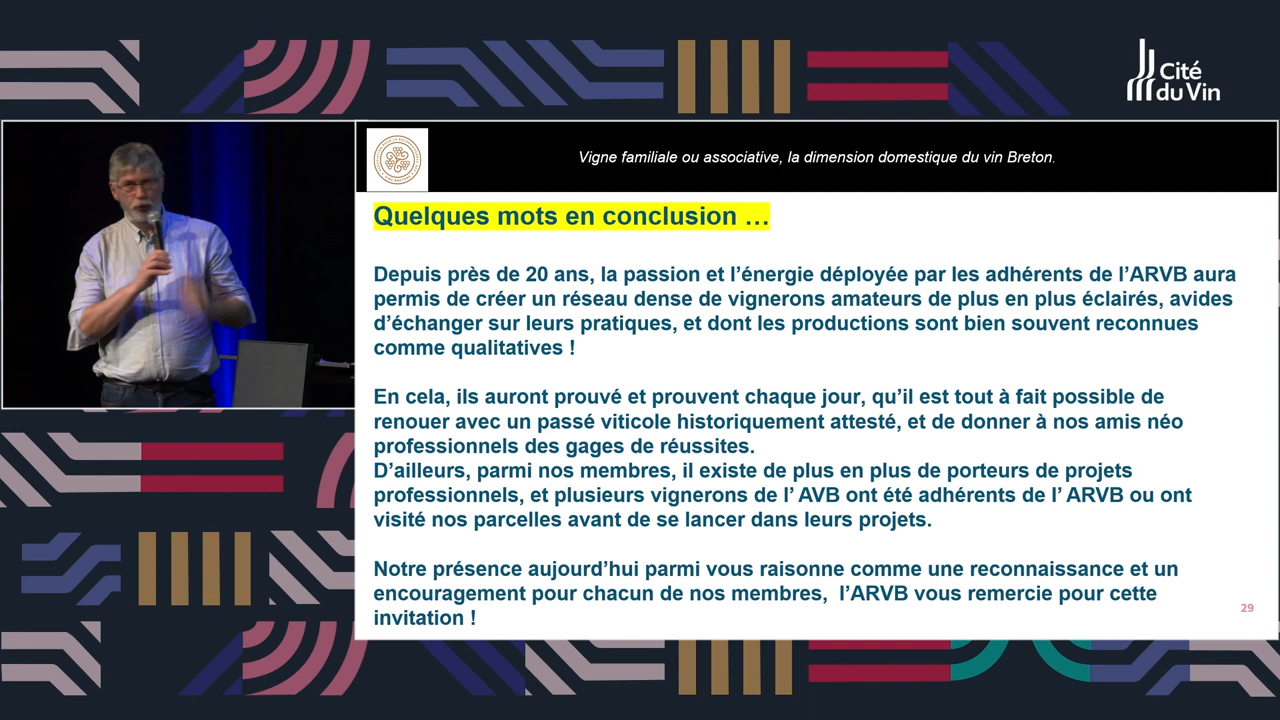 Cité
du Vin
Vigne familiale ou associative, la dimension domestique du vin Breton.
Quelques mots en conclusion …
Depuis près de 20 ans, la passion et l’énergie déployée par les adhérents de l’ARVB aura
permis de créer un réseau dense de vignerons amateurs de plus en plus éclairés, avides
d’échanger sur leurs pratiques, et dont les productions sont bien souvent reconnues
comme qualitatives !
En cela, ils auront prouvé et prouvent chaque jour, qu’il est tout à fait possible de
renouer avec un passé viticole historiquement attesté, et de donner à nos amis néo
professionnels des gages de réussites.
D’ailleurs, parmi nos membres, il existe de plus en plus de porteurs de projets
professionnels, et plusieurs vignerons de l’ AVB ont été adhérents de l’ ARVB ou ont
visité nos parcelles avant de se lancer dans leurs projets.
Notre présence aujourd’hui parmi vous raisonne comme une reconnaissance et un
encouragement pour chacun de nos membres,  l’ARVB vous remercie pour cette
invitation !
29